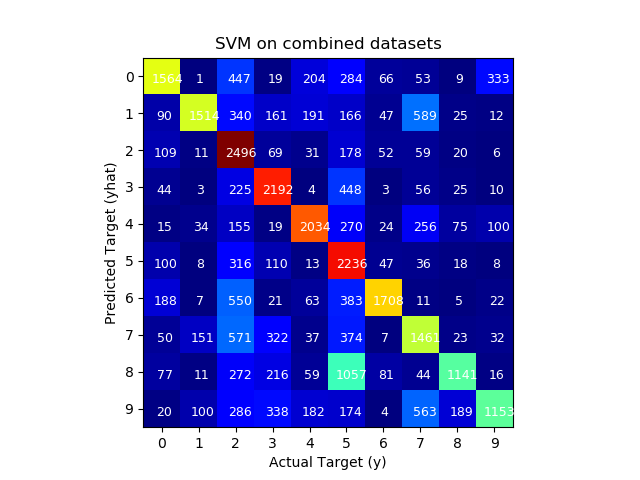 SVM on combined datasets
Predicted Target (yhat)
0 1564 1 447 19 204 284 66 53 9 333
1 90 1514 340 161 191 166 47 589 25 12
2 109 11 2496 69 31 178 52 59 20 6
3 44 3 225 2192 4 448 3 56 25 10
4 15 34 155 19 2034 270 24 256 75 100
5 100 8 316 110 13 2236 47 36 18 8
6 188 7 550 21 63 383 1708 11 5 22
7 50 151 571 322 37 374 7 1461 23 32
8 77 11 272 216 59 1057 81 44 1141 16
9 20 100 286 338 182 174 4 563 189 1153
0 1 2 3 4 5 6 7 8 9
Actual Target (y)